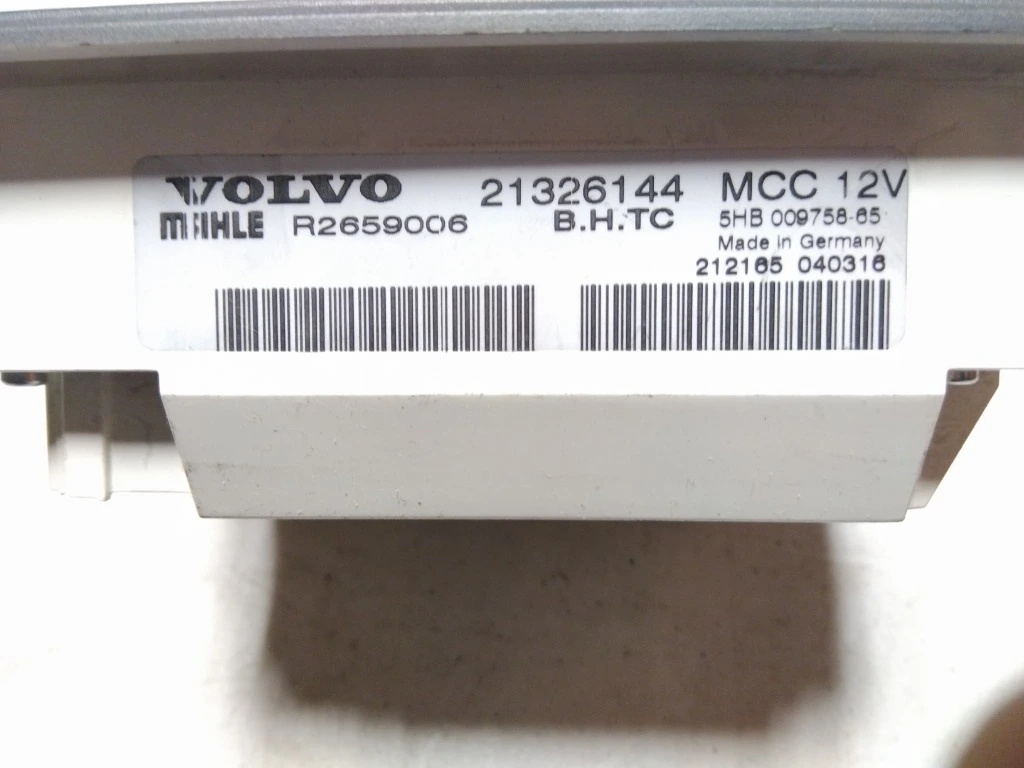 VOLVO 21326144 MCC 12V
MAHLE R2659006 B.H.TC 5HB 009758-65
Made in Germany
212165 040316